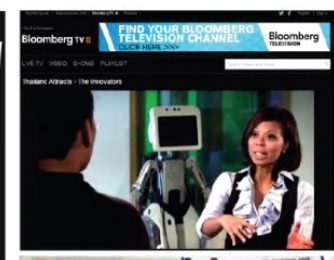 Bloomberg TV
FIND YOUR BLOOMBERG
TELEVISION CHANNEL
CLICK HERE >>>
Bloomberg
TELEVISION
LIVE TV VIDEO SHOWS PLAYLIST
Thailand Attracts - The Innovators